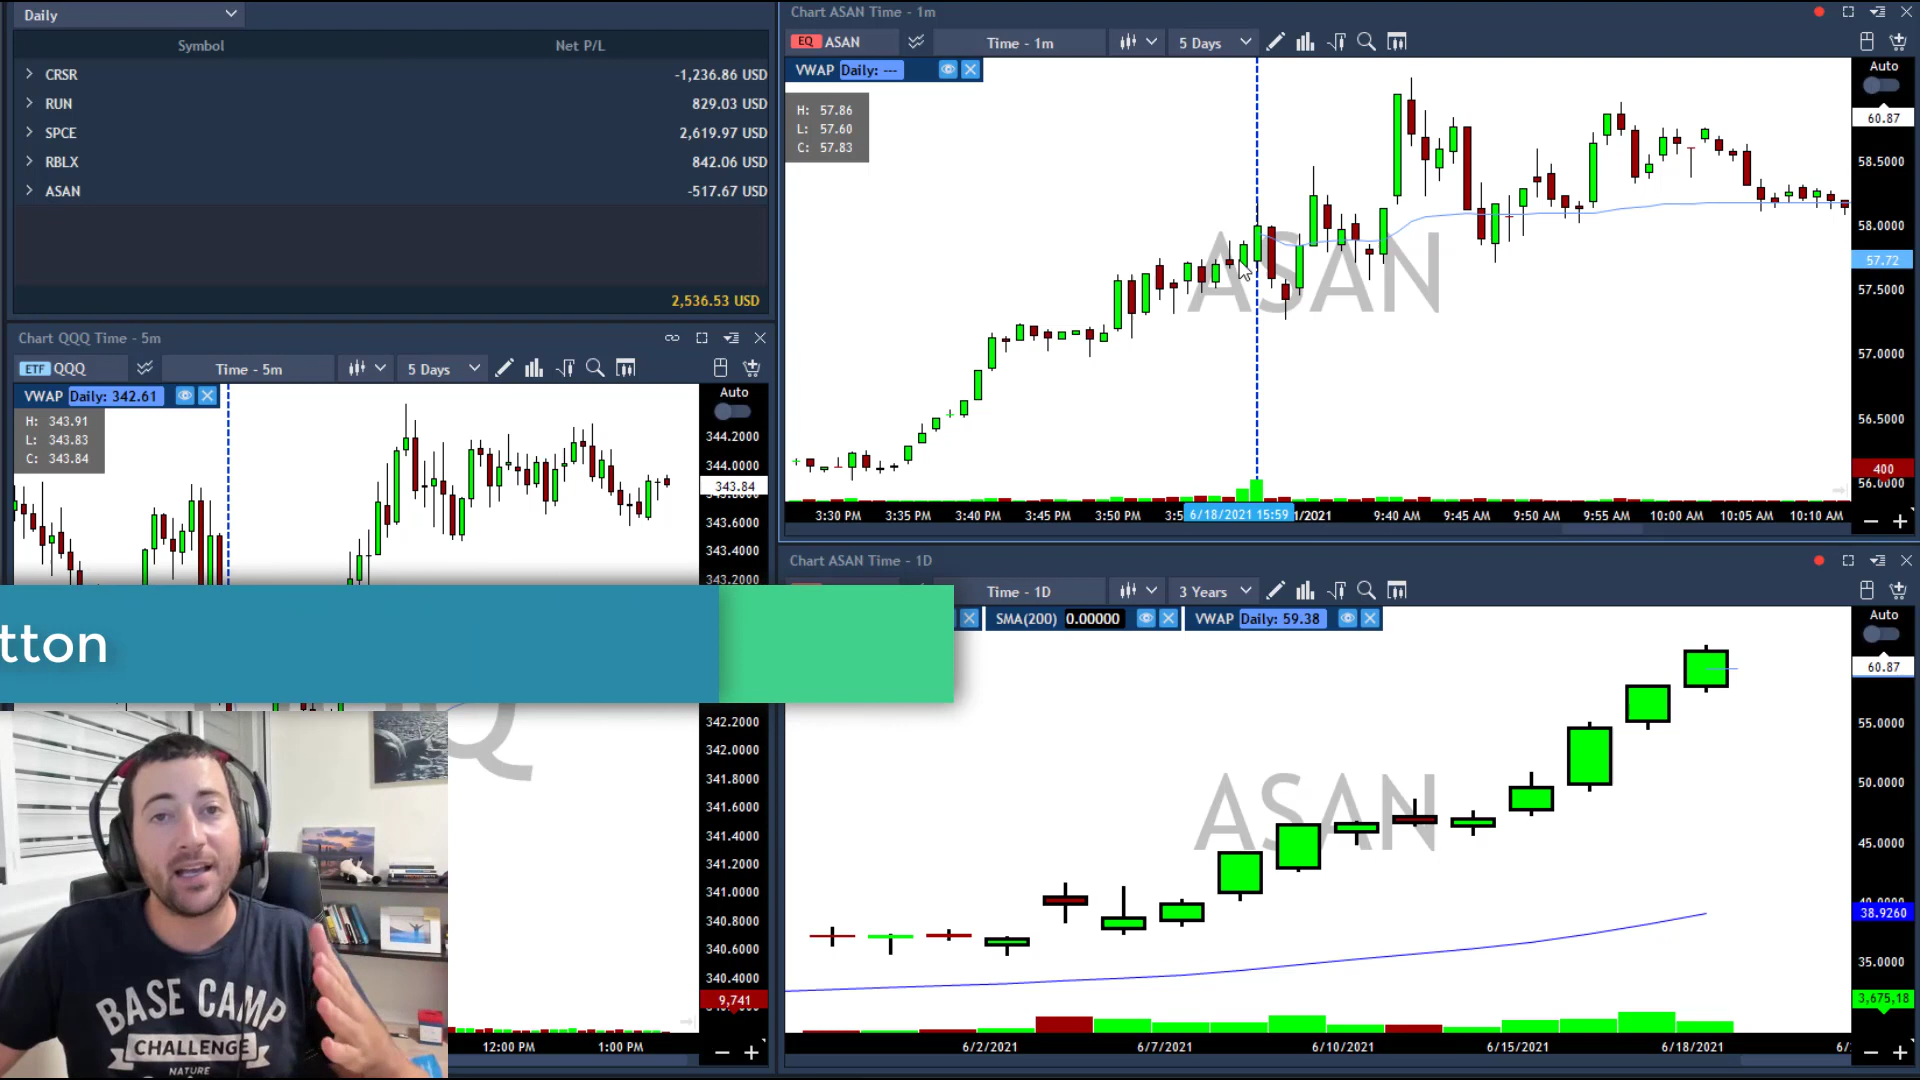 Daily
Symbol Net P/L
CRSR -1,236.86 USD
RUN 829.03 USD
SPCE 2,619.97 USD
RBLX 842.06 USD
ASAN -517.67 USD
2,536.53 USD
Chart QQQ Time - 5m
ETF QQQ Time - 5m 5 Days
VWAP Daily: 342.61
H: 343.91
L: 343.83
C: 343.84
Auto
344.2000
344.0000
343.84
343.6000
343.4000
343.2000
342.2000
342.0000
341.8000
341.6000
341.4000
341.2000
341.0000
340.8000
340.6000
340.4000
9,741
12:00 PM 1:00 PM
tton
BASE CAMP
CHALLENGE
NATURE
Chart ASAN Time - 1m
EQ ASAN Time - 1m 5 Days
VWAP Daily: ---
H: 57.86
L: 57.60
C: 57.83
ASAN
Auto
60.87
58.5000
58.0000
57.72
57.5000
57.0000
56.5000
400
56.0000
3:30 PM 3:35 PM 3:40 PM 3:45 PM 3:50 PM 3:5 6/18/2021 15:59 1/2021 9:40 AM 9:45 AM 9:50 AM 9:55 AM 10:00 AM 10:05 AM 10:10 AM
Chart ASAN Time - 1D
Time - 1D 3 Years
SMA(200) 0.00000 VWAP Daily: 59.38
ASAN
Auto
60.87
55.0000
50.0000
45.0000
38.9260
35.0000
3,675,18
6/2/2021 6/7/2021 6/10/2021 6/15/2021 6/18/2021